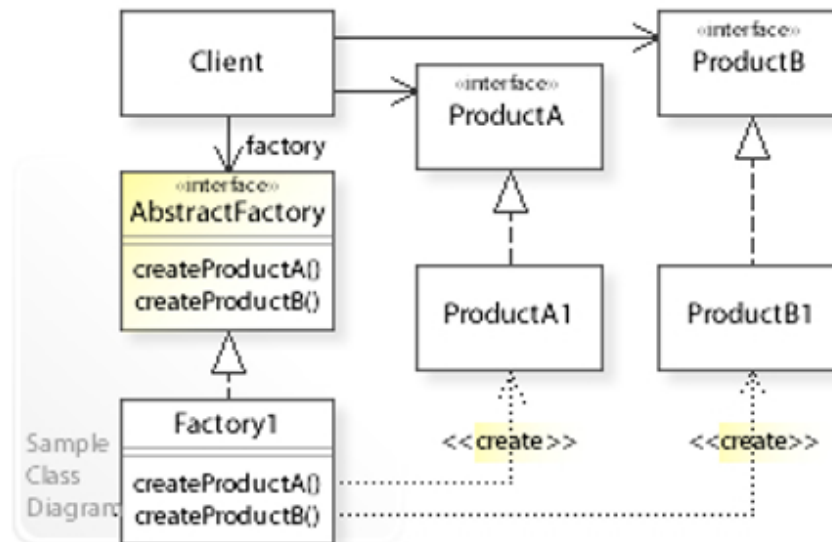 Client
«interface»
ProductB
«interface»
ProductA
factory
«interface»
AbstractFactory
createProductA()
createProductB()
ProductA1
ProductB1
Factory1
<<create>>
<<create>>
createProductA()
createProductB()
Sample
Class
Diagram